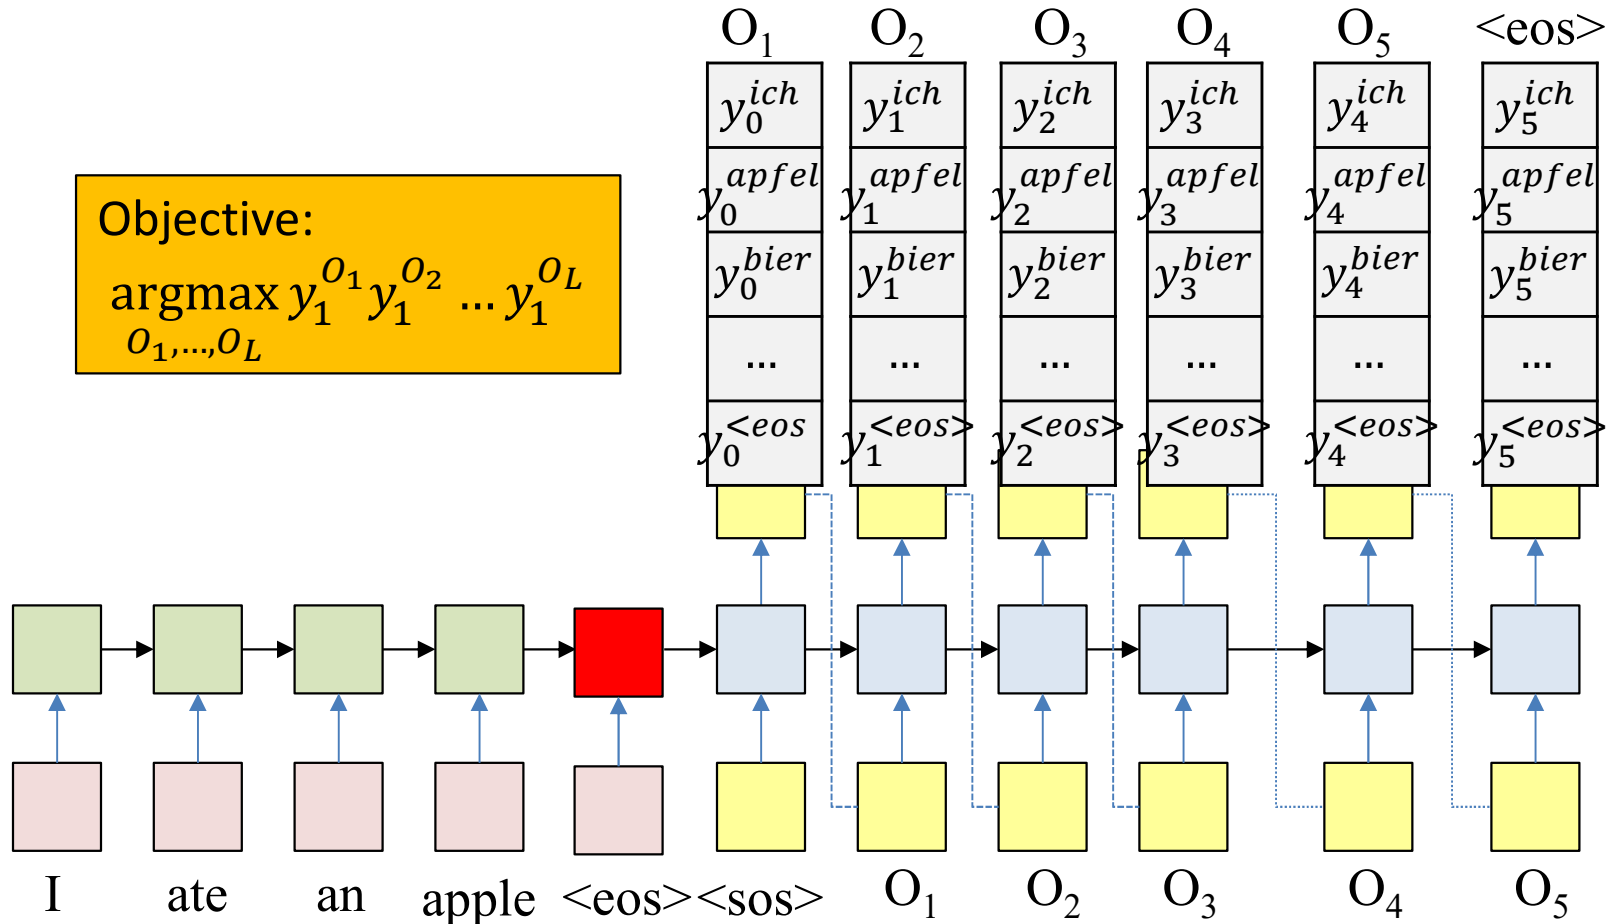 O₁ O₂ O₃ O₄ O₅ <eos>
y₀^{ich} y₁^{ich} y₂^{ich} y₃^{ich} y₄^{ich} y₅^{ich}
y₀^{apfel} y₁^{apfel} y₂^{apfel} y₃^{apfel} y₄^{apfel} y₅^{apfel}
y₀^{bier} y₁^{bier} y₂^{bier} y₃^{bier} y₄^{bier} y₅^{bier}
... ... ... ... ... ...
y₀^{<eos} y₁^{<eos>} y₂^{<eos>} y₃^{<eos>} y₄^{<eos>} y₅^{<eos>}
Objective:
argmax y₁^{O₁} y₁^{O₂} ... y₁^{O_L}
O₁,...,O_L
I ate an apple <eos> <sos> O₁ O₂ O₃ O₄ O₅